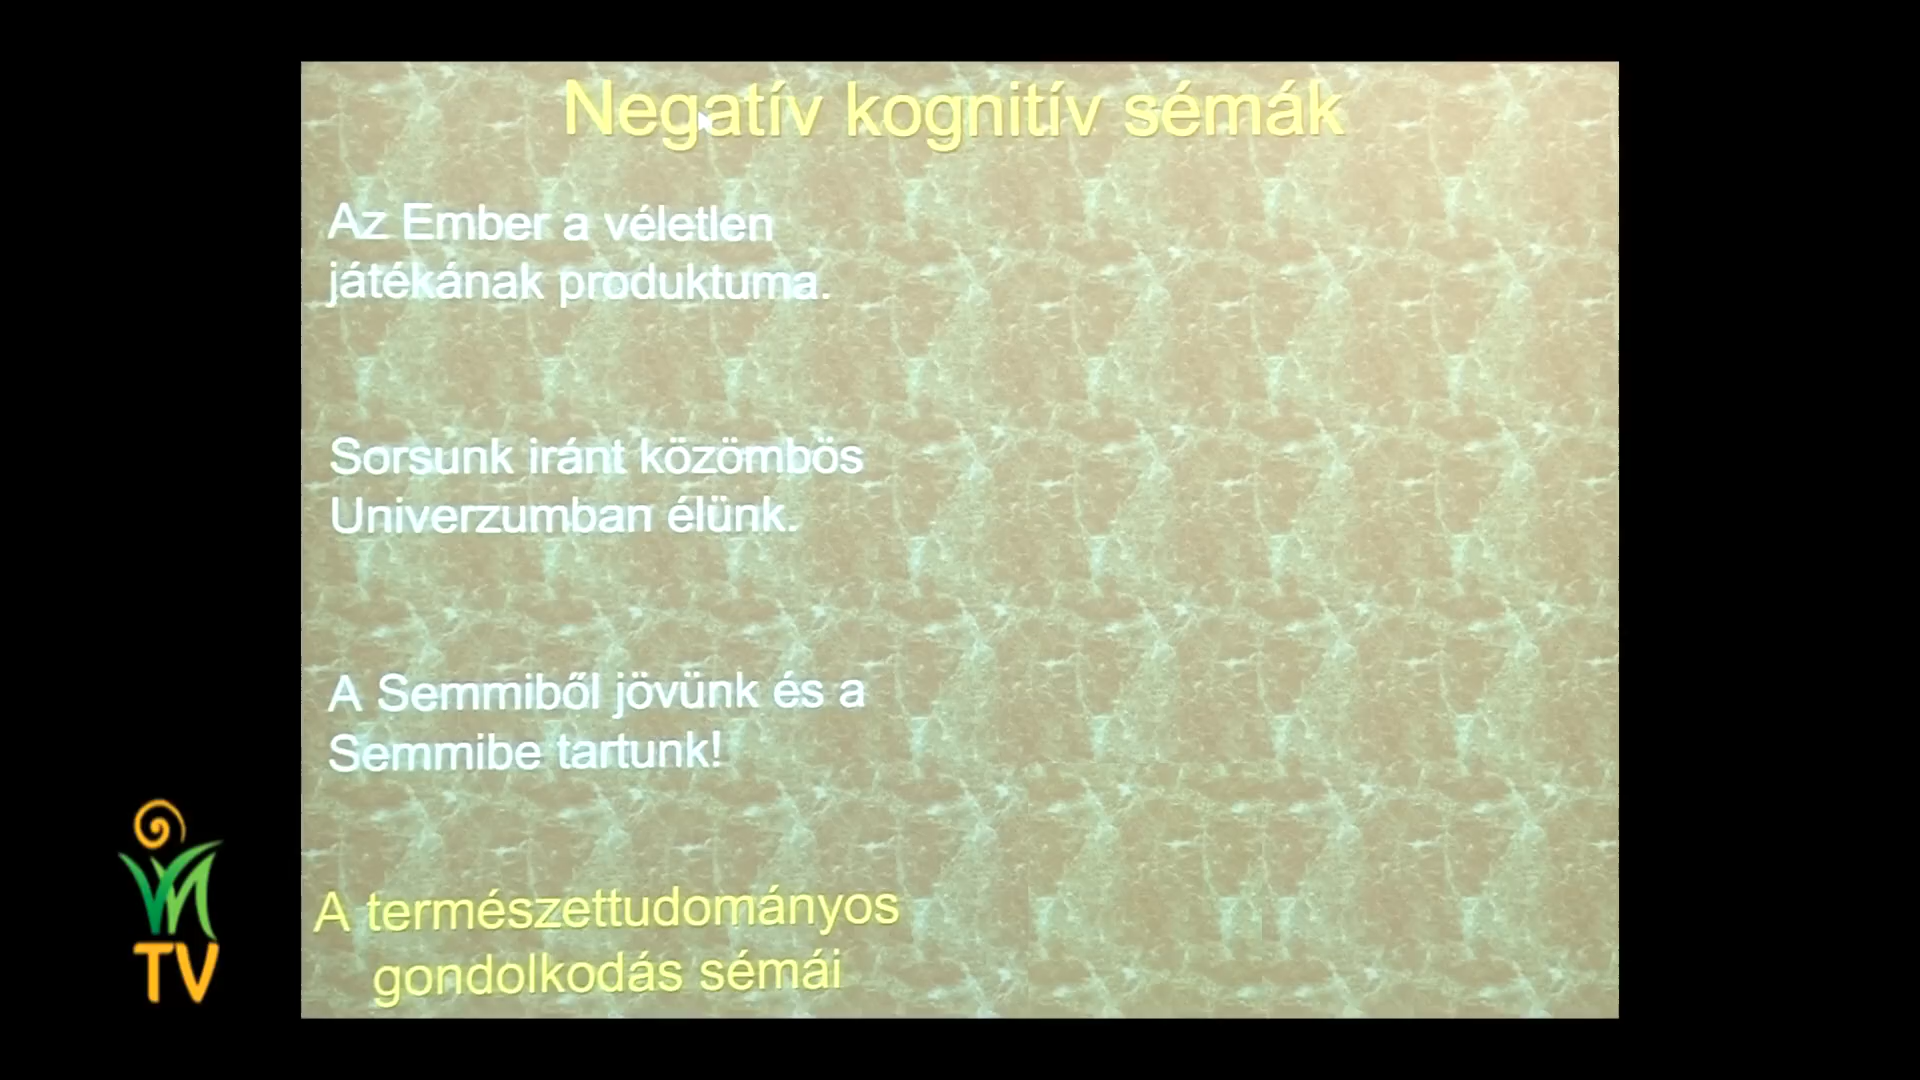 Negatív kognitív sémák
Az Ember a véletlen
játékának produktuma.
Sorsunk iránt közömbös
Univerzumban élünk.
A Semmiből jövünk és a
Semmibe tartunk!
A természettudományos
gondolkodás sémái
VM
TV